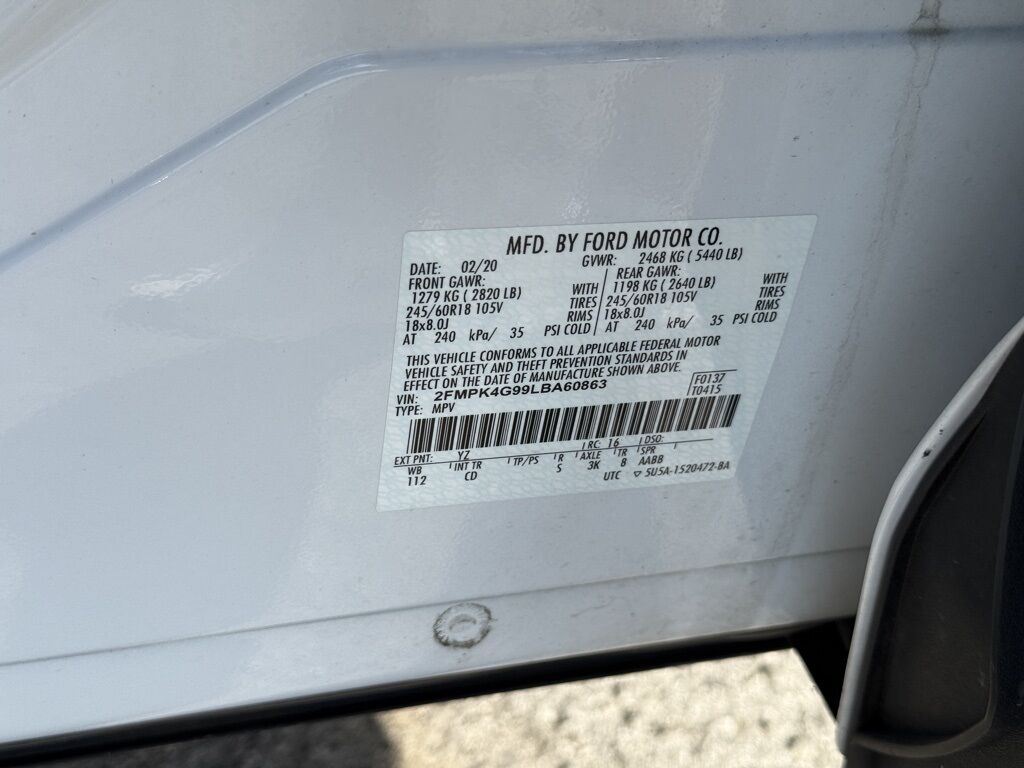 MFD. BY FORD MOTOR CO.
DATE: 02/20 GVWR: 2468 KG ( 5440 LB)
FRONT GAWR: REAR GAWR:
1279 KG ( 2820 LB) WITH 1198 KG ( 2640 LB) WITH
245/60R18 105V TIRES 245/60R18 105V TIRES
18x8.0J RIMS 18x8.0J RIMS
AT 240 kPa/ 35 PSI COLD AT 240 kPa/ 35 PSI COLD
THIS VEHICLE CONFORMS TO ALL APPLICABLE FEDERAL MOTOR
VEHICLE SAFETY AND THEFT PREVENTION STANDARDS IN
EFFECT ON THE DATE OF MANUFACTURE SHOWN ABOVE.
VIN: 2FMPK4G99LBA60863 F0137
TYPE: MPV T0415
EXT PNT: YZ RC: 16 DSO:
WB INT TR TP/PS R AXLE TR SPR
112 CD S 3K 8 AABB
UTC ▽ 5U5A-1520472-BA